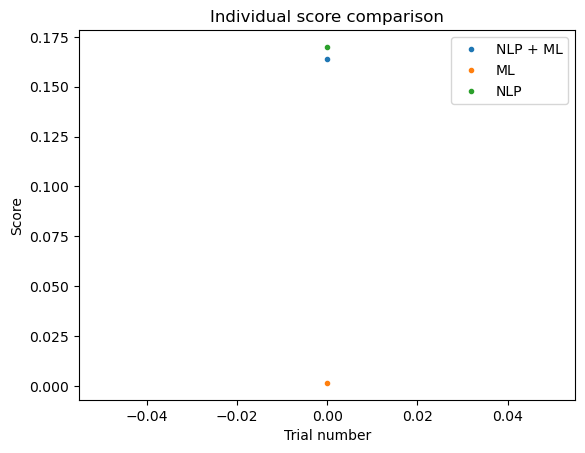 Individual score comparison
0.175
0.150
0.125
0.100
0.075
0.050
0.025
0.000
Score
NLP + ML
ML
NLP
−0.04
−0.02
0.00
0.02
0.04
Trial number